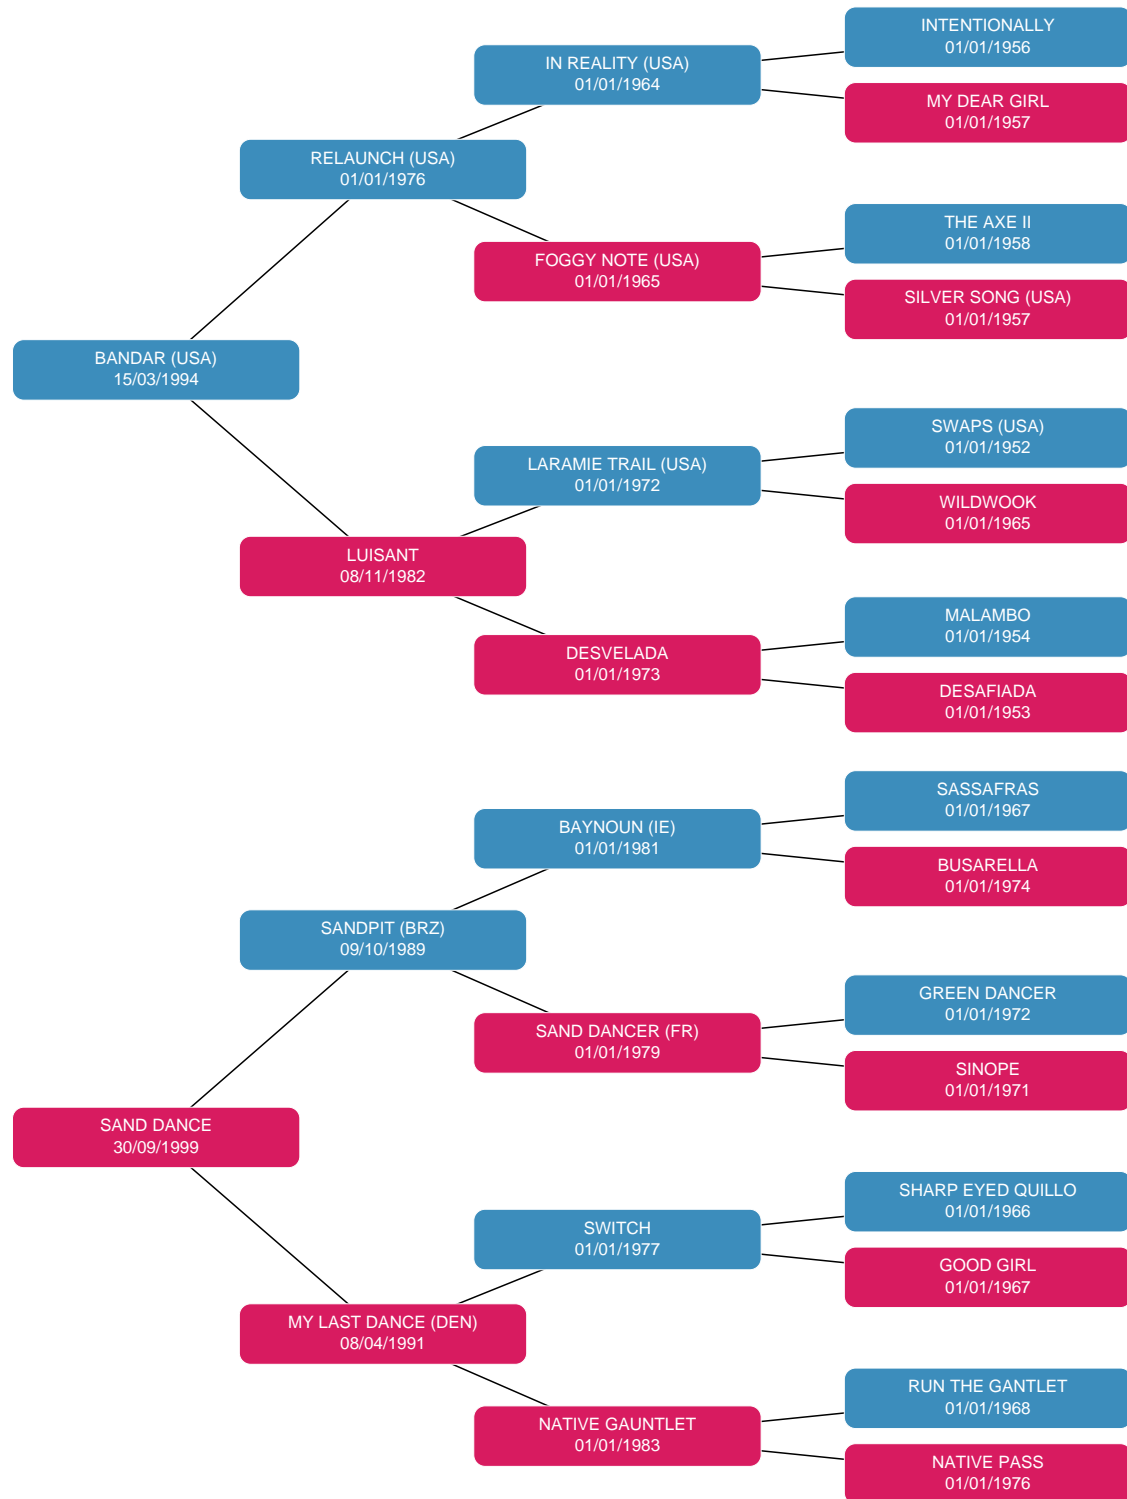 INTENTIONALLY
01/01/1956
IN REALITY (USA)
01/01/1964
MY DEAR GIRL
01/01/1957
RELAUNCH (USA)
01/01/1976
THE AXE II
01/01/1958
FOGGY NOTE (USA)
01/01/1965
SILVER SONG (USA)
01/01/1957
BANDAR (USA)
15/03/1994
SWAPS (USA)
01/01/1952
LARAMIE TRAIL (USA)
01/01/1972
WILDWOOK
01/01/1965
LUISANT
08/11/1982
MALAMBO
01/01/1954
DESVELADA
01/01/1973
DESAFIADA
01/01/1953
SASSAFRAS
01/01/1967
BAYNOUN (IE)
01/01/1981
BUSARELLA
01/01/1974
SANDPIT (BRZ)
09/10/1989
GREEN DANCER
01/01/1972
SAND DANCER (FR)
01/01/1979
SINOPE
01/01/1971
SAND DANCE
30/09/1999
SHARP EYED QUILLO
01/01/1966
SWITCH
01/01/1977
GOOD GIRL
01/01/1967
MY LAST DANCE (DEN)
08/04/1991
RUN THE GANTLET
01/01/1968
NATIVE GAUNTLET
01/01/1983
NATIVE PASS
01/01/1976